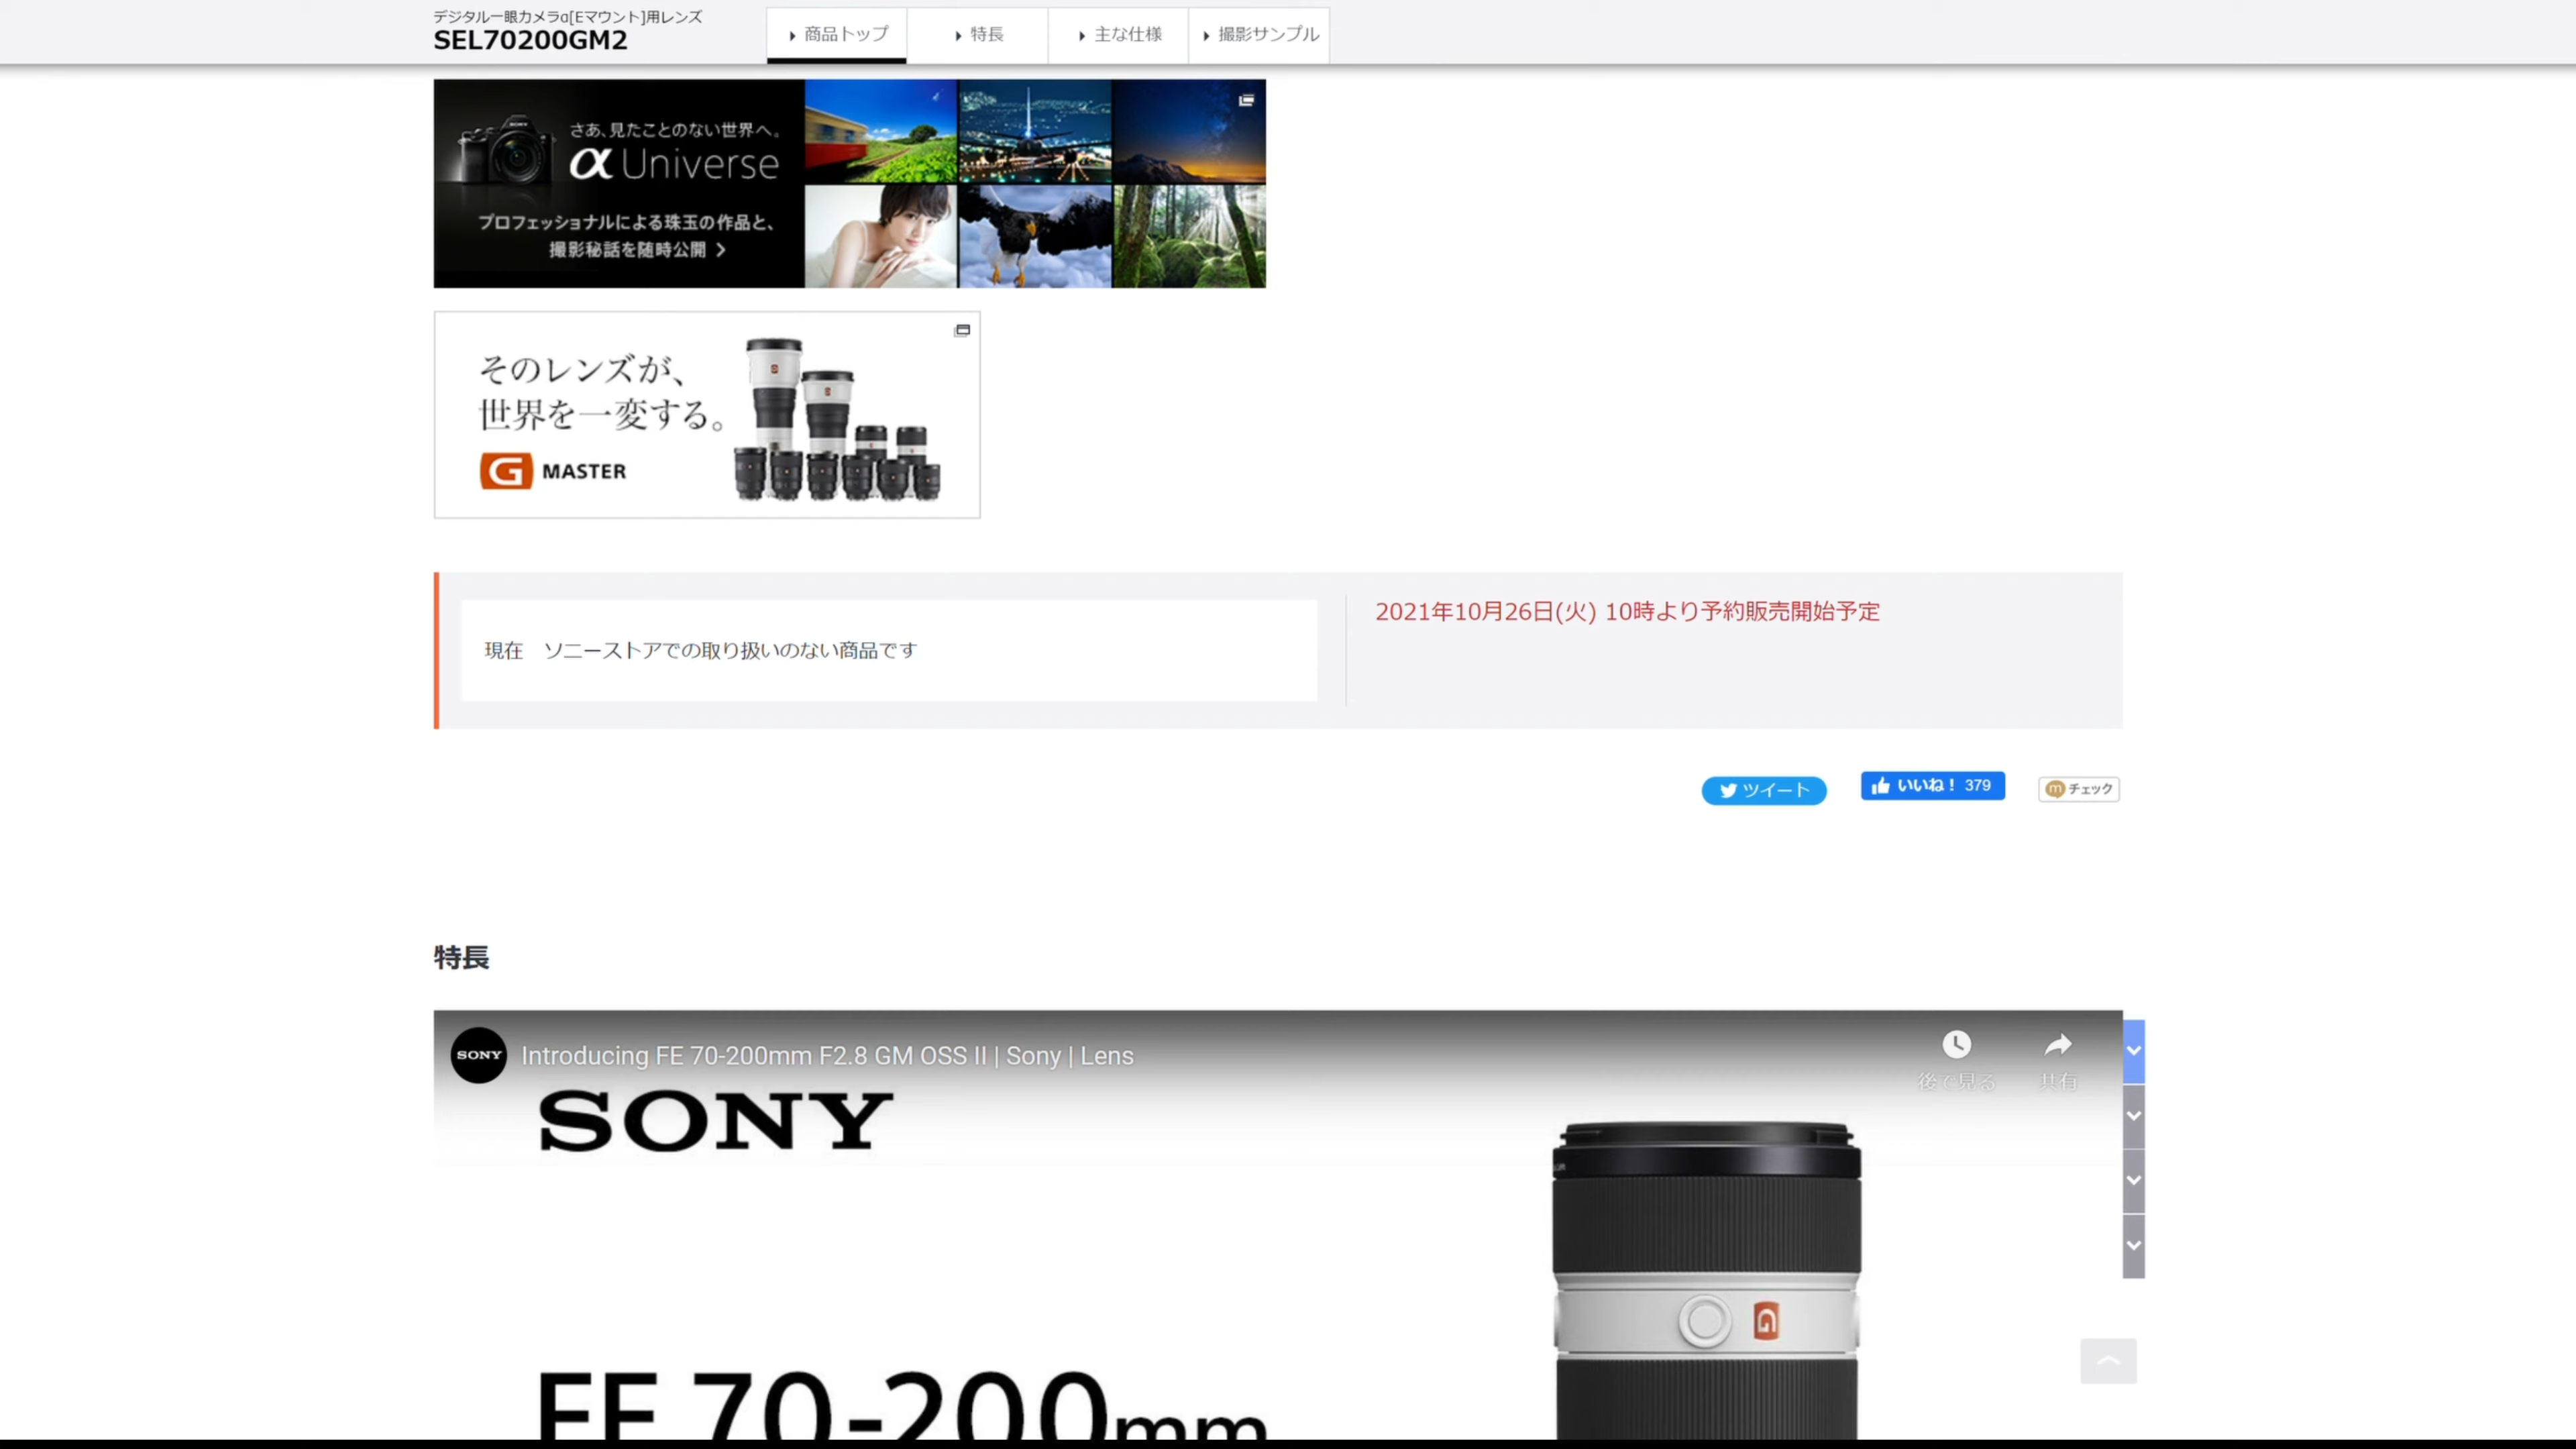 デジタル一眼カメラα[Eマウント]用レンズ
SEL70200GM2
商品トップ
特長
主な仕様
撮影サンプル
さあ、見たことのない世界へ。
α Universe
プロフェッショナルによる珠玉の作品と、
撮影秘話を随時公開
そのレンズが、
世界を一変する。
G MASTER
現在　ソニーストアでの取り扱いのない商品です
2021年10月26日(火) 10時より予約販売開始予定
ツイート
いいね！ 379
チェック
特長
SONY
Introducing FE 70-200mm F2.8 GM OSS II | Sony | Lens
後で見る
共有
SONY
G
FE 70-200mm